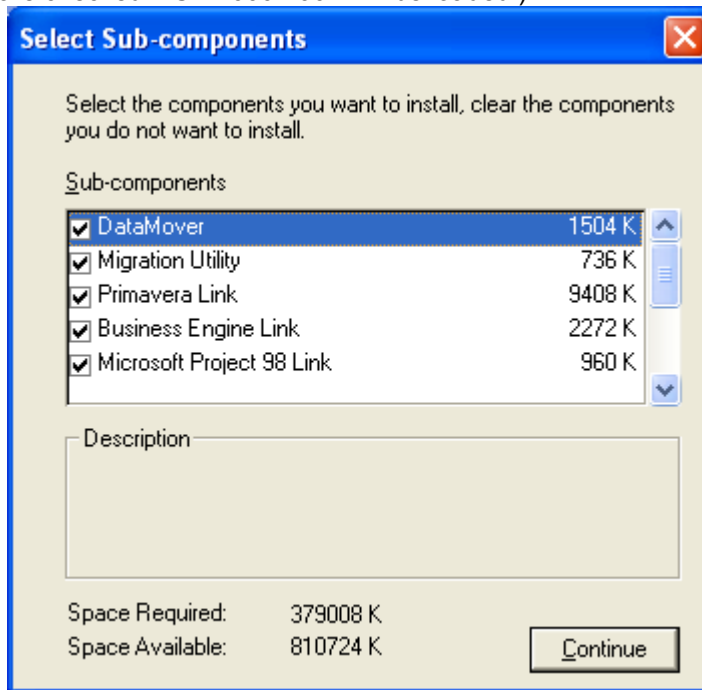 Select Sub-components
Select the components you want to install, clear the components
you do not want to install.
Sub-components
DataMover 1504 K
Migration Utility 736 K
Primavera Link 9408 K
Business Engine Link 2272 K
Microsoft Project 98 Link 960 K
Description
Space Required: 379008 K
Space Available: 810724 K
Continue